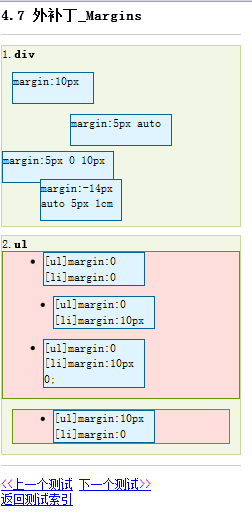 4.7 外补丁_Margins
1.div
margin:10px
margin:5px auto
margin:5px 0 10px
margin:-14px
auto 5px 1cm
2.ul
[ul]margin:0
[li]margin:0
[ul]margin:0
[li]margin:10px
[ul]margin:0
[li]margin:10px
0;
[ul]margin:10px
[li]margin:0
<<上一个测试 下一个测试>>
返回测试索引